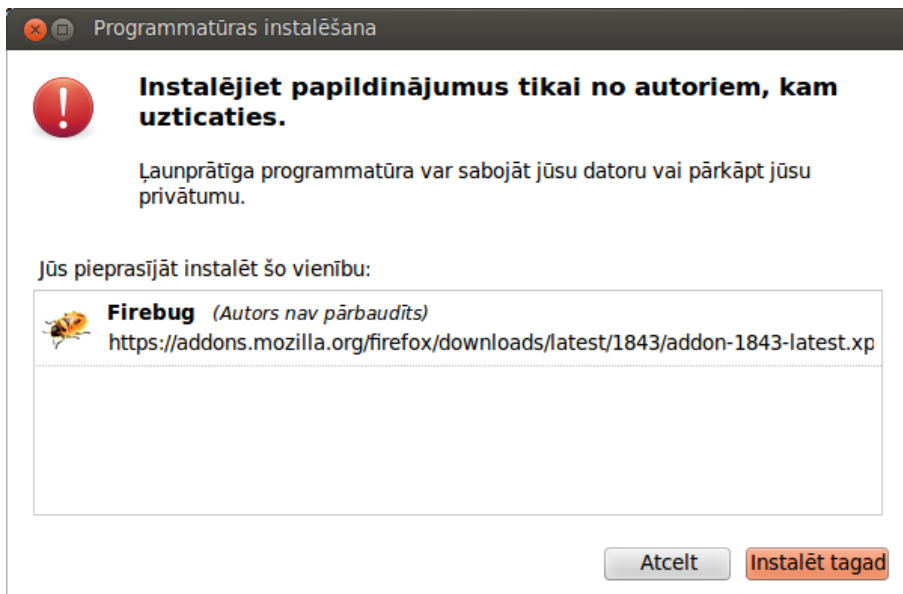 Programmatūras instalēšana
Instalējiet papildinājumus tikai no autoriem, kam
uzticaties.
Ļaunprātīga programmatūra var sabojāt jūsu datoru vai pārkāpt jūsu
privātumu.
Jūs pieprasījāt instalēt šo vienību:
Firebug (Autors nav pārbaudīts)
https://addons.mozilla.org/firefox/downloads/latest/1843/addon-1843-latest.xp
Atcelt Instalēt tagad